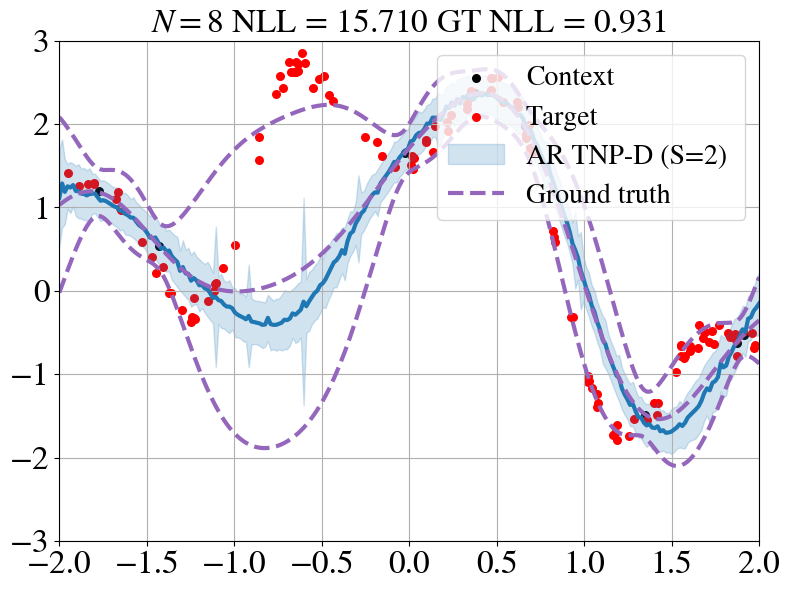 N = 8 NLL = 15.710 GT NLL = 0.931
3
2
1
0
−1
−2
−3
Context
Target
AR TNP-D (S=2)
Ground truth
−2.0 −1.5 −1.0 −0.5 0.0 0.5 1.0 1.5 2.0